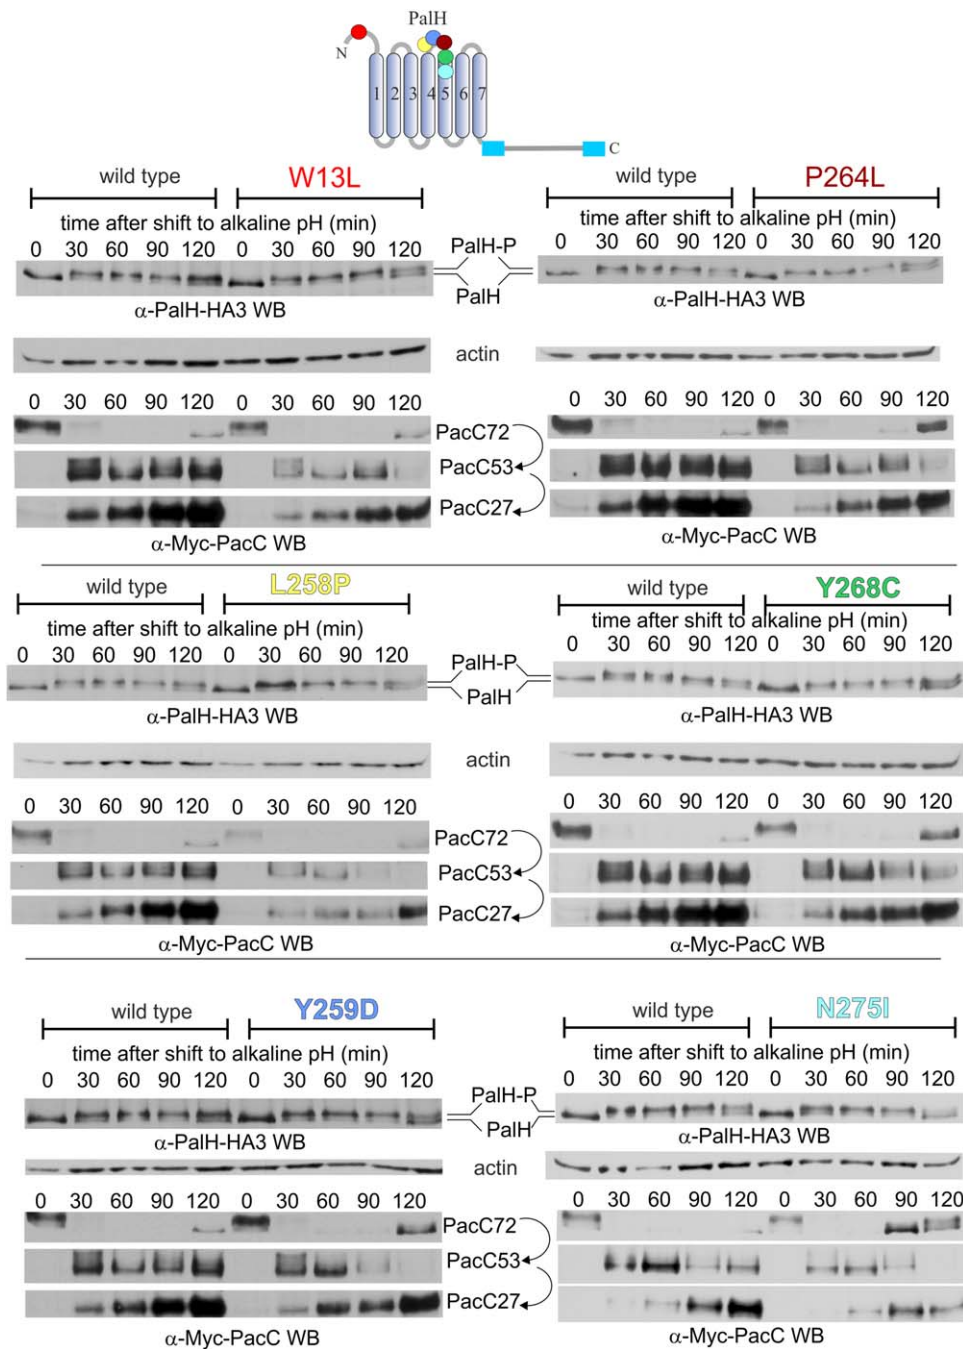 PalH
N
1 2 3 4 5 6 7
C
wild type W13L
time after shift to alkaline pH (min)
0 30 60 90 120 0 30 60 90 120
α-PalH-HA3 WB
wild type P264L
time after shift to alkaline pH (min)
0 30 60 90 120 0 30 60 90 120
α-PalH-HA3 WB
PalH-P
PalH
actin
0 30 60 90 120 0 30 60 90 120
α-Myc-PacC WB
PacC72
PacC53
PacC27
0 30 60 90 120 0 30 60 90 120
α-Myc-PacC WB
wild type L258P
time after shift to alkaline pH (min)
0 30 60 90 120 0 30 60 90 120
α-PalH-HA3 WB
wild type Y268C
time after shift to alkaline pH (min)
0 30 60 90 120 0 30 60 90 120
α-PalH-HA3 WB
PalH-P
PalH
actin
0 30 60 90 120 0 30 60 90 120
α-Myc-PacC WB
PacC72
PacC53
PacC27
0 30 60 90 120 0 30 60 90 120
α-Myc-PacC WB
wild type Y259D
time after shift to alkaline pH (min)
0 30 60 90 120 0 30 60 90 120
α-PalH-HA3 WB
wild type N275I
time after shift to alkaline pH (min)
0 30 60 90 120 0 30 60 90 120
α-PalH-HA3 WB
PalH-P
PalH
actin
0 30 60 90 120 0 30 60 90 120
α-Myc-PacC WB
PacC72
PacC53
PacC27
0 30 60 90 120 0 30 60 90 120
α-Myc-PacC WB